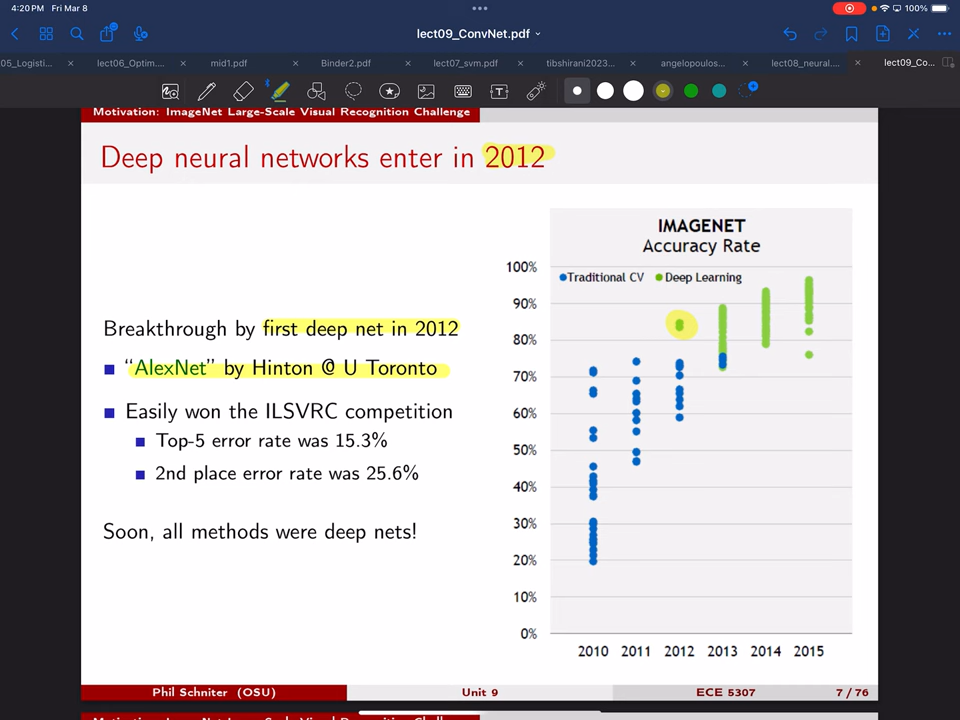 4:20 PM Fri Mar 8
100%
lect09_ConvNet.pdf
05_Logisti...
lect06_Optim....
mid1.pdf
Binder2.pdf
lect07_svm.pdf
tibshirani2023...
angelopoulos...
lect08_neural....
lect09_Co...
T
Motivation: ImageNet Large-Scale Visual Recognition Challenge
Deep neural networks enter in 2012
Breakthrough by first deep net in 2012
“AlexNet” by Hinton @ U Toronto
Easily won the ILSVRC competition
Top-5 error rate was 15.3%
2nd place error rate was 25.6%
Soon, all methods were deep nets!
IMAGENET
Accuracy Rate
Traditional CV Deep Learning
100%
90%
80%
70%
60%
50%
40%
30%
20%
10%
0%
2010 2011 2012 2013 2014 2015
Phil Schniter (OSU) Unit 9 ECE 5307 7 / 76